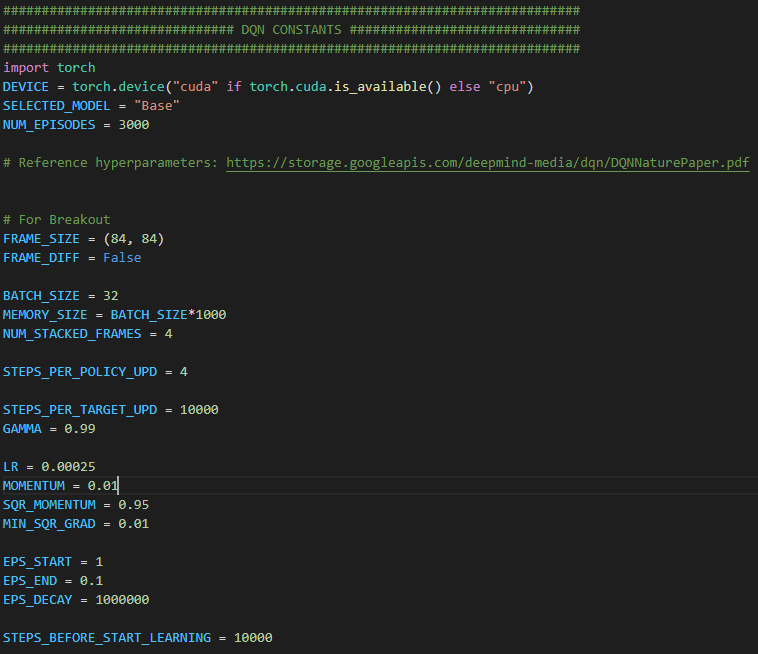 ###########################################################################
############################## DQN CONSTANTS ##############################
###########################################################################
import torch
DEVICE = torch.device("cuda" if torch.cuda.is_available() else "cpu")
SELECTED_MODEL = "Base"
NUM_EPISODES = 3000
# Reference hyperparameters: https://storage.googleapis.com/deepmind-media/dqn/DQNNaturePaper.pdf
# For Breakout
FRAME_SIZE = (84, 84)
FRAME_DIFF = False
BATCH_SIZE = 32
MEMORY_SIZE = BATCH_SIZE*1000
NUM_STACKED_FRAMES = 4
STEPS_PER_POLICY_UPD = 4
STEPS_PER_TARGET_UPD = 10000
GAMMA = 0.99
LR = 0.00025
MOMENTUM = 0.01
SQR_MOMENTUM = 0.95
MIN_SQR_GRAD = 0.01
EPS_START = 1
EPS_END = 0.1
EPS_DECAY = 1000000
STEPS_BEFORE_START_LEARNING = 10000